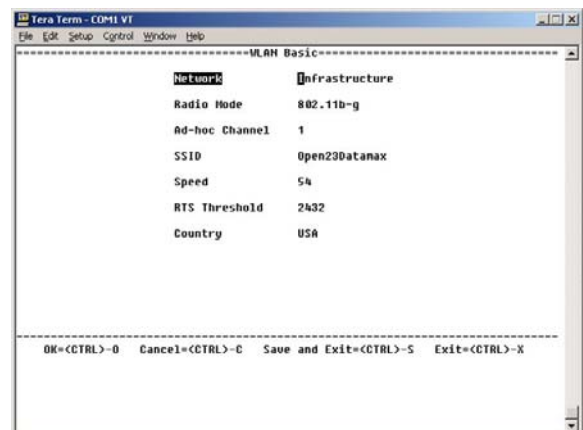 Tera Term - COM1 VT
File Edit Setup Control Window Help
WLAN Basic
Network Infrastructure
Radio Mode 802.11b-g
Ad-hoc Channel 1
SSID Open23Datamax
Speed 54
RTS Threshold 2432
Country USA
OK=<CTRL>-O Cancel=<CTRL>-C Save and Exit=<CTRL>-S Exit=<CTRL>-X